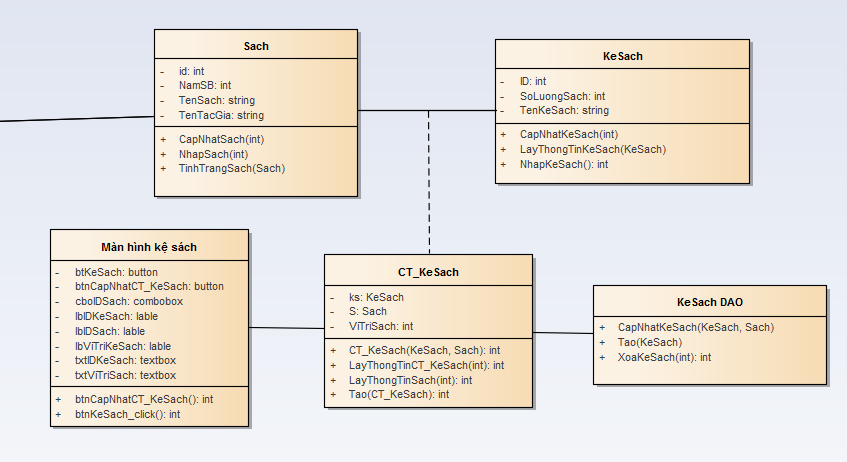 Sach
- id: int
- NamSB: int
- TenSach: string
- TenTacGia: string
+ CapNhatSach(int)
+ NhapSach(int)
+ TinhTrangSach(Sach)
KeSach
- ID: int
- SoLuongSach: int
- TenKeSach: string
+ CapNhatKeSach(int)
+ LayThongTinKeSach(KeSach)
+ NhapKeSach(): int
Màn hình kệ sách
- btKeSach: button
- btnCapNhatCT_KeSach: button
- cboIDSach: combobox
- lblDKeSach: lable
- lblDSach: lable
- lbViTriKeSach: lable
- txtIDKeSach: textbox
- txtViTriSach: textbox
+ btnCapNhatCT_KeSach(): int
+ btnKeSach_click(): int
CT_KeSach
- ks: KeSach
- S: Sach
- ViTriSach: int
+ CT_KeSach(KeSach, Sach): int
+ LayThongTinCT_KeSach(int): int
+ LayThongTinSach(int): int
+ Tao(CT_KeSach): int
KeSach DAO
+ CapNhatKeSach(KeSach, Sach)
+ Tao(KeSach)
+ XoaKeSach(int): int